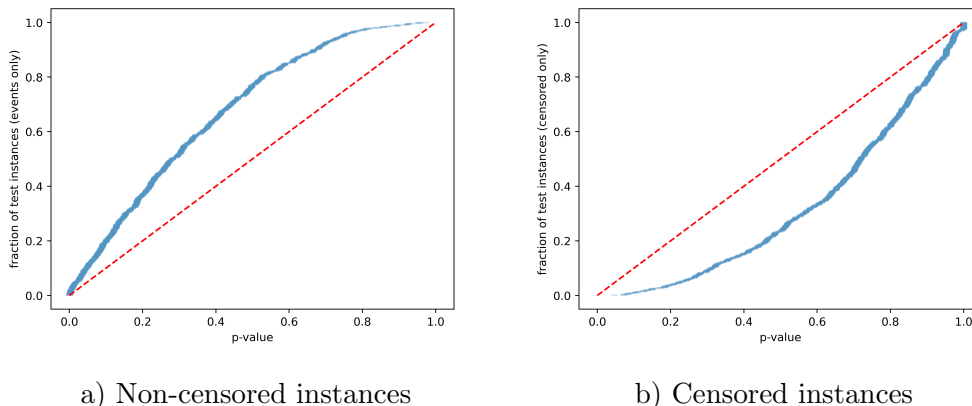 1.0
0.8
0.6
0.4
0.2
0.0
fraction of test instances (events only)
0.0 0.2 0.4 0.6 0.8 1.0
p-value
a) Non-censored instances
1.0
0.8
0.6
0.4
0.2
0.0
fraction of test instances (censored only)
0.0 0.2 0.4 0.6 0.8 1.0
p-value
b) Censored instances